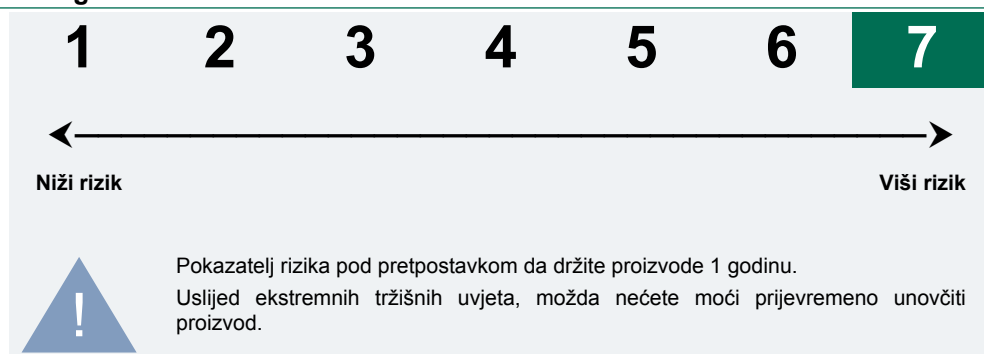 1 2 3 4 5 6 7
Niži rizik Viši rizik
Pokazatelj rizika pod pretpostavkom da držite proizvode 1 godinu.
Uslijed ekstremnih tržišnih uvjeta, možda nećete moći prijevremeno unovčiti
proizvod.
!